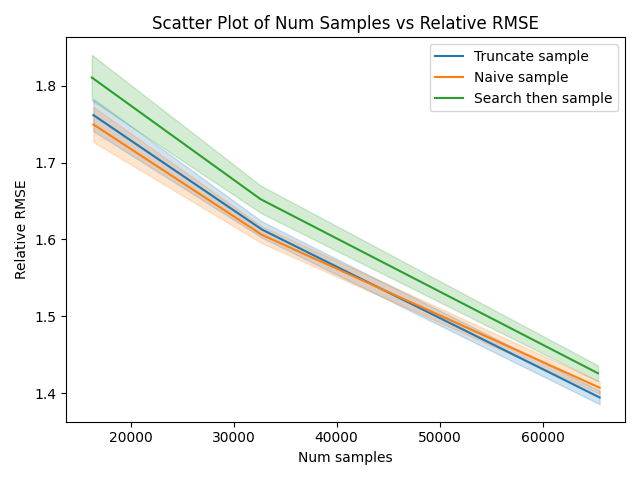 Scatter Plot of Num Samples vs Relative RMSE
Truncate sample
Naive sample
Search then sample
Relative RMSE
1.8
1.7
1.6
1.5
1.4
20000 30000 40000 50000 60000
Num samples